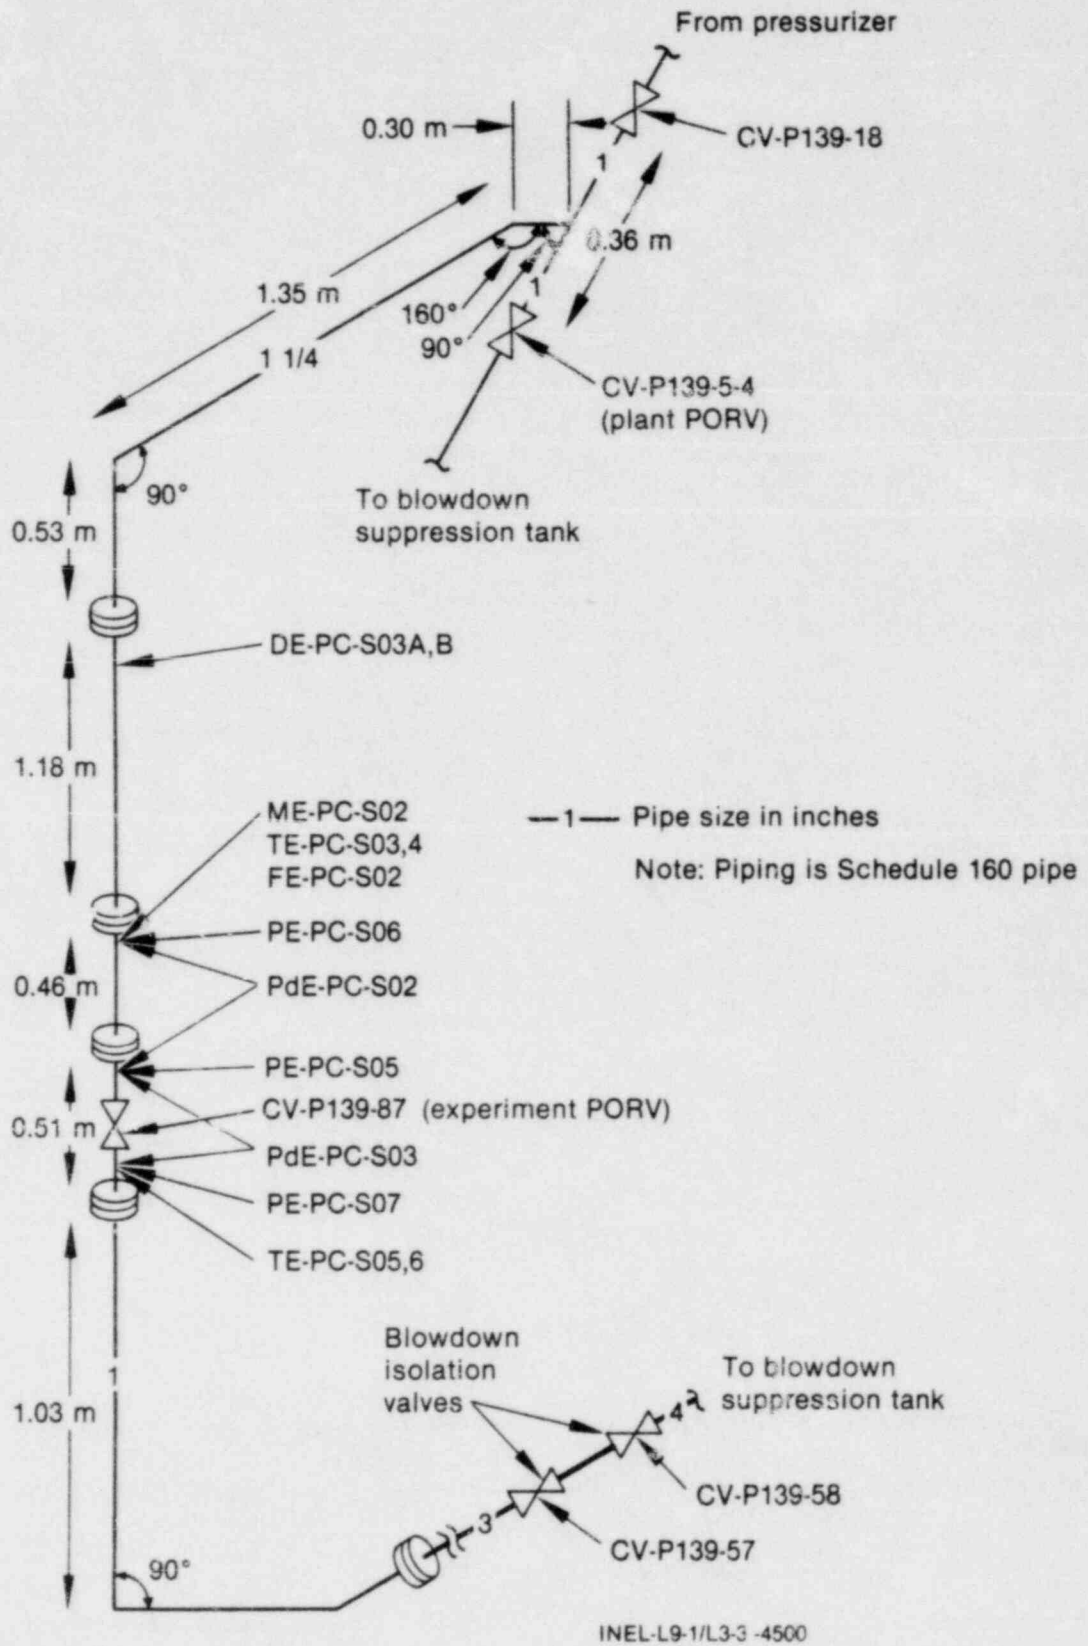 From pressurizer
0.30 m
CV-P139-18
1
0.36 m
1.35 m
160°
1
90°
1 1/4
CV-P139-5-4
(plant PORV)
90°
To blowdown
suppression tank
0.53 m
DE-PC-S03A,B
1.18 m
ME-PC-S02
TE-PC-S03,4
FE-PC-S02
—1— Pipe size in inches
Note: Piping is Schedule 160 pipe
PE-PC-S06
0.46 m
PdE-PC-S02
PE-PC-S05
CV-P139-87 (experiment PORV)
0.51 m
PdE-PC-S03
PE-PC-S07
TE-PC-S05,6
Blowdown
isolation
valves
To blowdown
suppression tank
1
1.03 m
4
CV-P139-58
3
CV-P139-57
90°
INEL-L9-1/L3-3 -4500